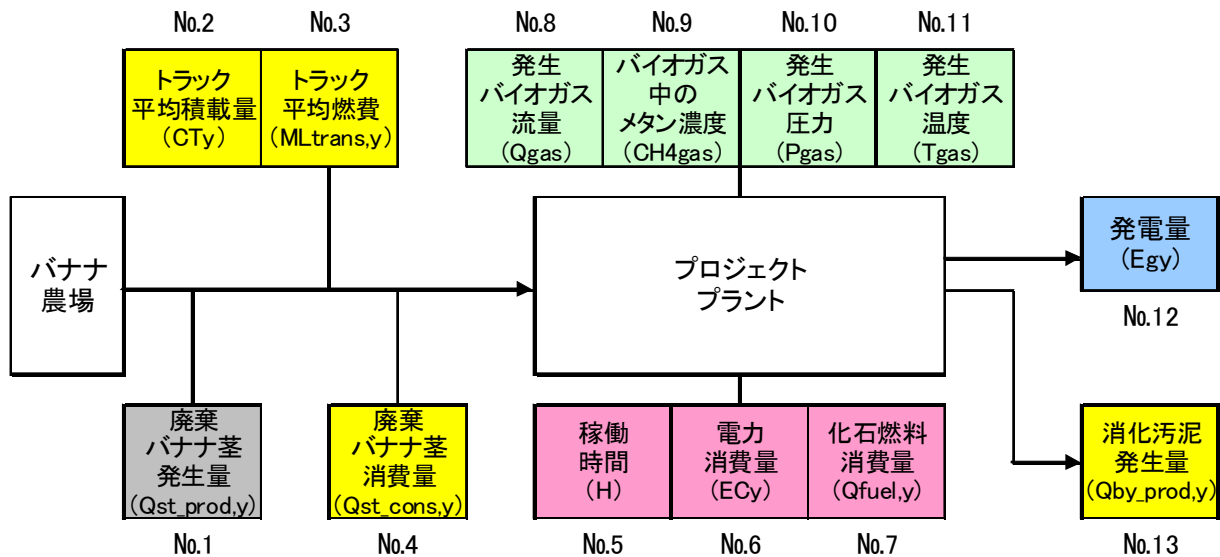 №.2
№.3
№.8
№.9
№.10
№.11
トラック
平均積載量
（CTy）
トラック
平均燃費
（MLtrans,y）
発生
バイオガス
流量
（Qgas）
バイオガス
中の
メタン濃度
（CH4gas）
発生
バイオガス
圧力
（Pgas）
発生
バイオガス
温度
（Tgas）
バナナ
農場
プロジェクト
プラント
発電量
（Egy）
№.12
廃棄
バナナ茎
発生量
（Qst_prod,y）
廃棄
バナナ茎
消費量
（Qst_cons,y）
稼働
時間
（H）
電力
消費量
（ECy）
化石燃料
消費量
（Qfuel,y）
消化汚泥
発生量
（Qby_prod,y）
№.1
№.4
№.5
№.6
№.7
№.13